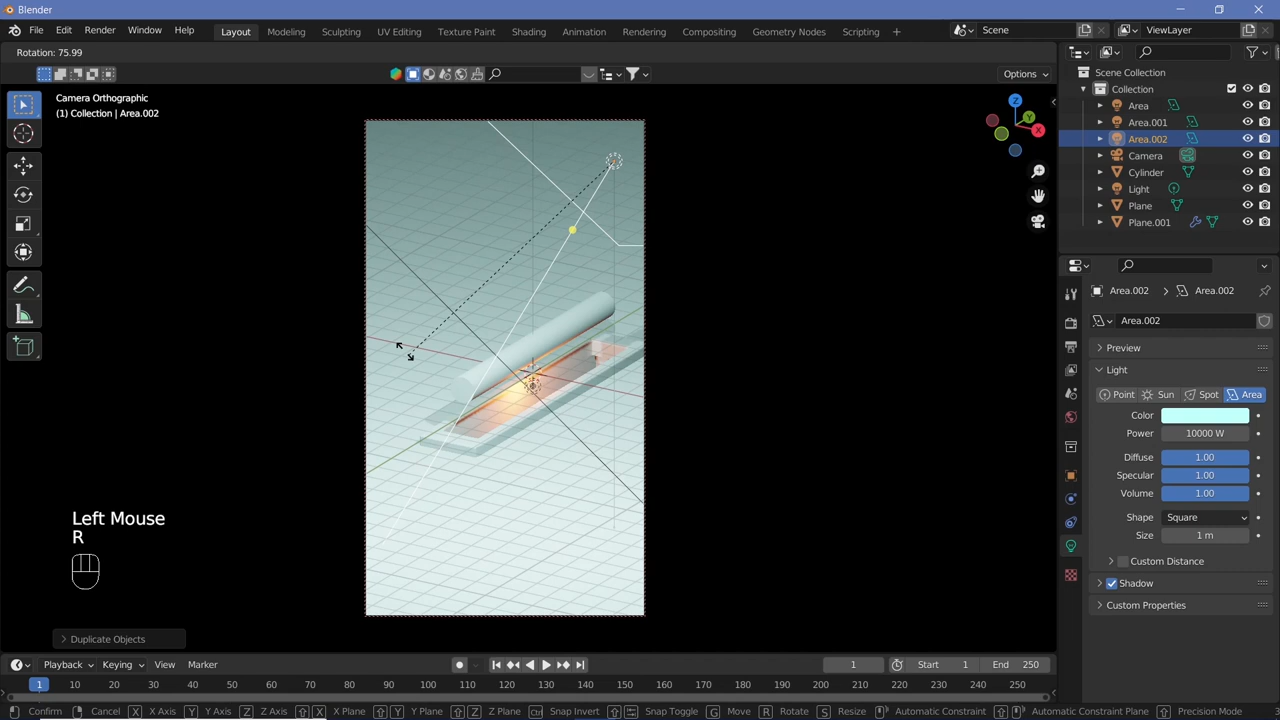 Blender
File Edit Render Window Help Layout Modeling Sculpting UV Editing Texture Paint Shading Animation Rendering Compositing Geometry Nodes Scripting + Scene ViewLayer
Rotation: 75.99
Options
Camera Orthographic
(1) Collection | Area.002
Z
Y
X
Scene Collection
Collection
Area
Area.001
Area.002
Camera
Cylinder
Light
Plane
Plane.001
Area.002 > Area.002
Area.002
Preview
Light
Point Sun Spot Area
Color
Power 10000 W
Diffuse 1.00
Specular 1.00
Volume 1.00
Shape Square
Size 1 m
Custom Distance
Shadow
Custom Properties
Left Mouse
R
Duplicate Objects
Playback Keying View Marker 1 Start 1 End 250
1 10 20 30 40 50 60 70 80 90 100 110 120 130 140 150 160 170 180 190 200 210 220 230 240 250
Confirm Cancel X X Axis Y Y Axis Z Z Axis X X Plane Y Y Plane Z Z Plane Ctrl Snap Invert Snap Toggle G Move R Rotate S Resize Automatic Constraint Automatic Constraint Plane Precision Mode